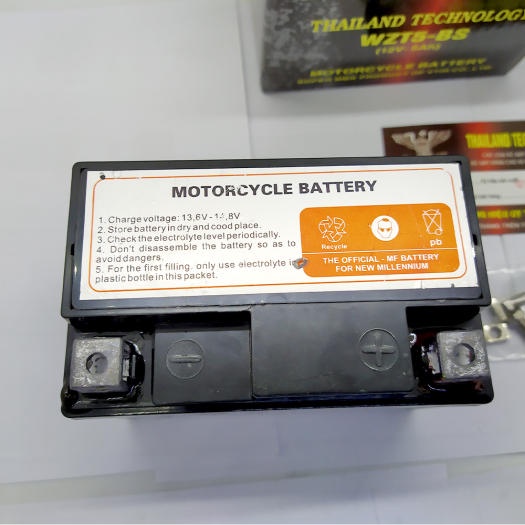 THAILAND TECHNOLOGY
WZT5-BS
(12V- 5Ah)
MOTORCYCLE BATTERY
THAILAND TE
MOTORCYCLE BATTERY
1. Charge voltage: 13,6V-14,8V
2. Store battery in dry and cood place.
3. Check the electrolyte level periodically.
4. Don't disassemble the battery so as to
avoid dangers.
5. For the first filling, only use electrolyte in
plastic bottle in this packet.
Recycle
pb
THE OFFICIAL - MF BATTERY
FOR NEW MILLENNIUM